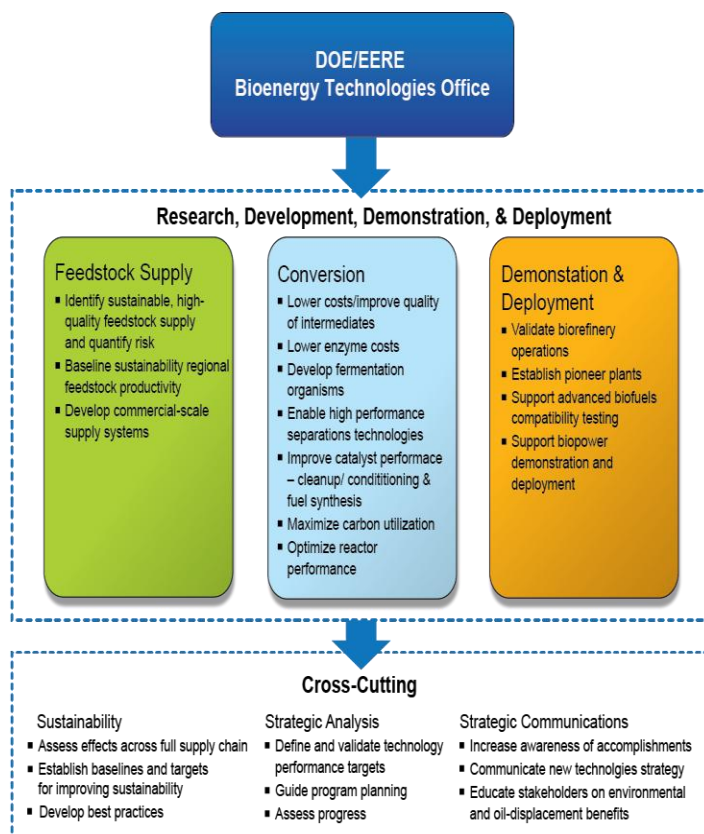 DOE/EERE
Bioenergy Technologies Office
Research, Development, Demonstration, & Deployment
Feedstock Supply
▪ Identify sustainable, high-
quality feedstock supply
and quantify risk
▪ Baseline sustainability regional
feedstock productivity
▪ Develop commercial-scale
supply systems
Conversion
▪ Lower costs/improve quality
of intermediates
▪ Lower enzyme costs
▪ Develop fermentation
organisms
▪ Enable high performance
separations technologies
▪ Improve catalyst performace
– cleanup/ condititioning &
fuel synthesis
▪ Maximize carbon utilization
▪ Optimize reactor
performance
Demonstation &
Deployment
▪ Validate biorefinery
operations
▪ Establish pioneer plants
▪ Support advanced biofuels
compatibility testing
▪ Support biopower
demonstration and
deployment
Cross-Cutting
Sustainability
▪ Assess effects across full supply chain
▪ Establish baselines and targets
for improving sustainability
▪ Develop best practices
Strategic Analysis
▪ Define and validate technology
performance targets
▪ Guide program planning
▪ Assess progress
Strategic Communications
▪ Increase awareness of accomplishments
▪ Communicate new technolgies strategy
▪ Educate stakeholders on environmental
and oil-displacement benefits